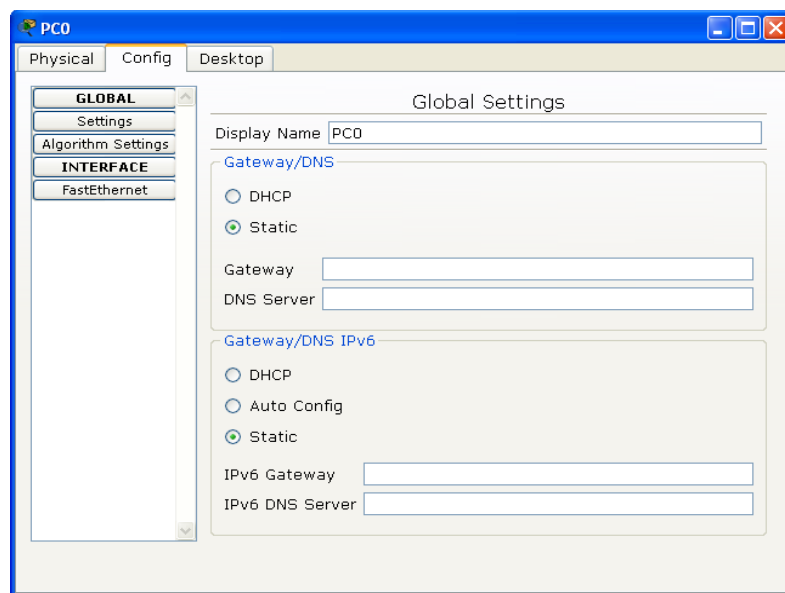 PC0
Physical Config Desktop
GLOBAL
Settings
Algorithm Settings
INTERFACE
FastEthernet
Global Settings
Display Name PC0
Gateway/DNS
DHCP
Static
Gateway
DNS Server
Gateway/DNS IPv6
DHCP
Auto Config
Static
IPv6 Gateway
IPv6 DNS Server